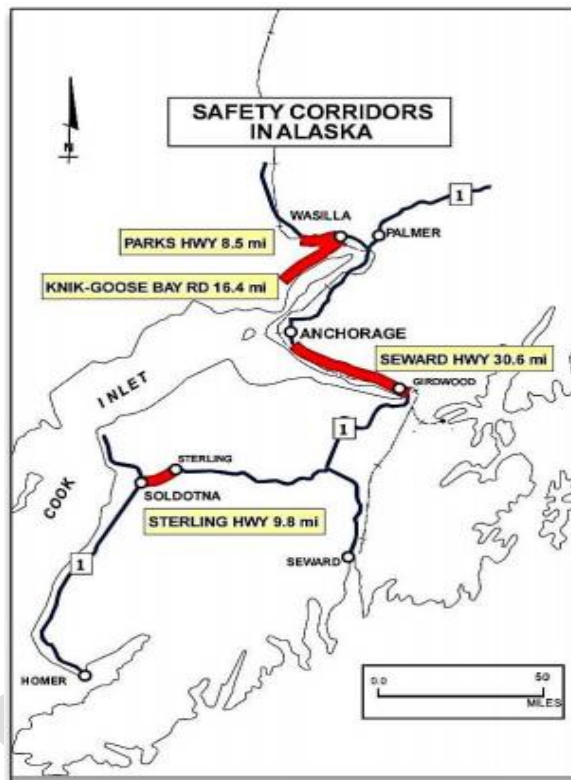 SAFETY CORRIDORS
IN ALASKA
N
1
WASILLA
PALMER
PARKS HWY 8.5 mi
KNIK-GOOSE BAY RD 16.4 mi
ANCHORAGE
SEWARD HWY 30.6 mi
GIRDWOOD
INLET
1
STERLING
COOK
SOLDOTNA
STERLING HWY 9.8 mi
1
SEWARD
HOMER
0.0 50
MILES